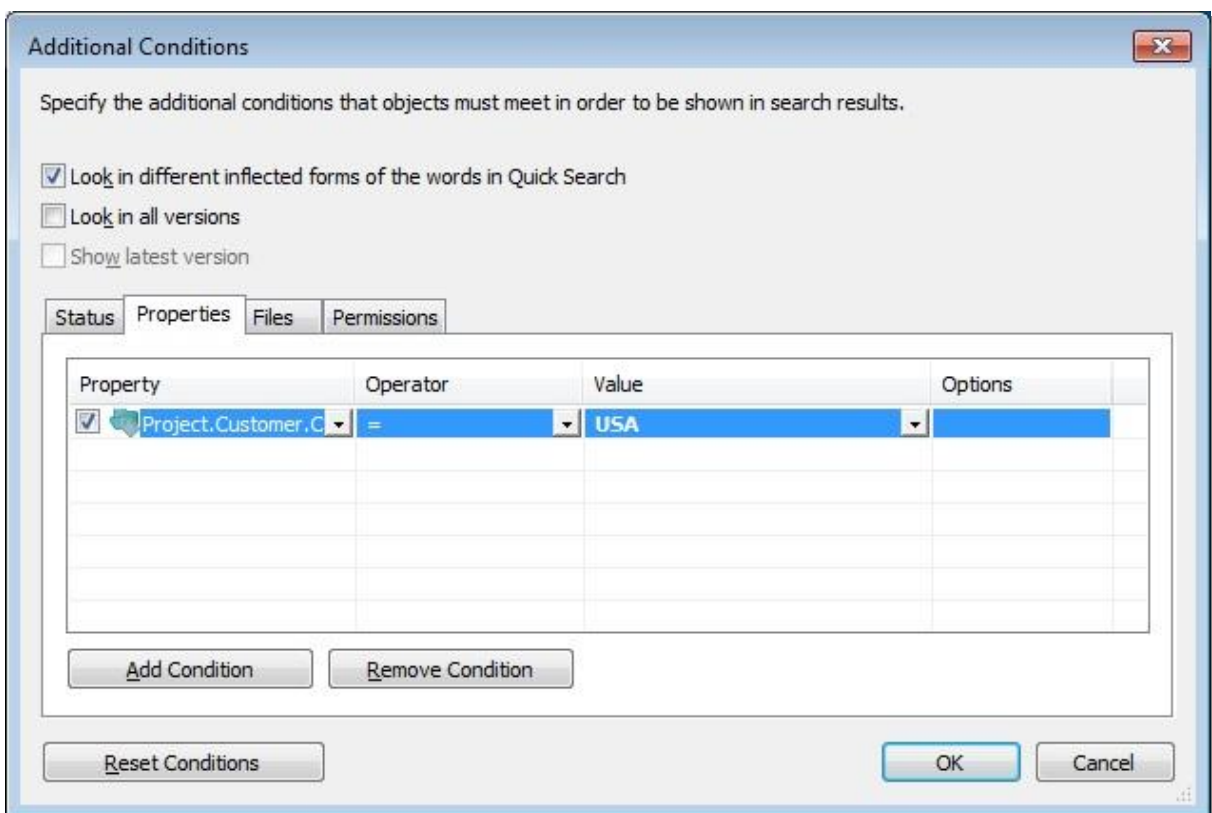 Additional Conditions
Specify the additional conditions that objects must meet in order to be shown in search results.
Look in different inflected forms of the words in Quick Search
Look in all versions
Show latest version
Status Properties Files Permissions
Property Operator Value Options
Project.Customer.C = USA
Add Condition Remove Condition
Reset Conditions OK Cancel